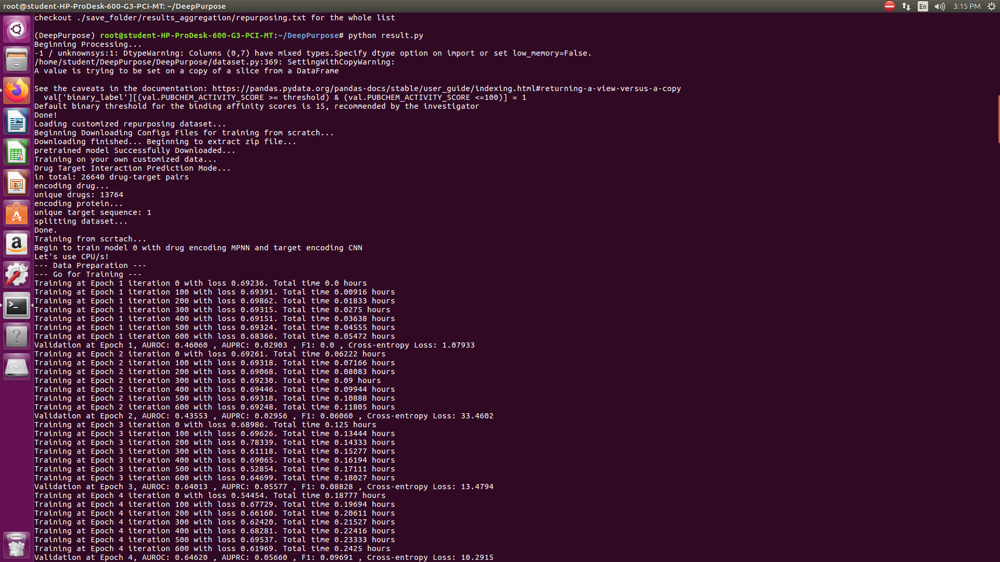 root@student-HP-ProDesk-600-G3-PCI-MT: ~/DeepPurpose
En
3:15 PM
checkout ./save_folder/results_aggregation/repurposing.txt for the whole list
(DeepPurpose) root@student-HP-ProDesk-600-G3-PCI-MT:~/DeepPurpose# python result.py
Beginning Processing...
-1 / unknownsys:1: DtypeWarning: Columns (0,7) have mixed types.Specify dtype option on import or set low_memory=False.
/home/student/DeepPurpose/DeepPurpose/dataset.py:369: SettingWithCopyWarning:
A value is trying to be set on a copy of a slice from a DataFrame
See the caveats in the documentation: https://pandas.pydata.org/pandas-docs/stable/user_guide/indexing.html#returning-a-view-versus-a-copy
  val['binary_label'][(val.PUBCHEM_ACTIVITY_SCORE >= threshold) & (val.PUBCHEM_ACTIVITY_SCORE <=100)] = 1
Default binary threshold for the binding affinity scores is 15, recommended by the investigator
Done!
Loading customized repurposing dataset...
Beginning Downloading Configs Files for training from scratch...
Downloading finished... Beginning to extract zip file...
pretrained model Successfully Downloaded...
Training on your own customized data...
Drug Target Interaction Prediction Mode...
in total: 26640 drug-target pairs
encoding drug...
unique drugs: 13764
encoding protein...
unique target sequence: 1
splitting dataset...
Done.
Training from scrtach...
Begin to train model 0 with drug encoding MPNN and target encoding CNN
Let's use CPU/s!
--- Data Preparation ---
--- Go for Training ---
Training at Epoch 1 iteration 0 with loss 0.69236. Total time 0.0 hours
Training at Epoch 1 iteration 100 with loss 0.69391. Total time 0.00916 hours
Training at Epoch 1 iteration 200 with loss 0.69862. Total time 0.01833 hours
Training at Epoch 1 iteration 300 with loss 0.69315. Total time 0.0275 hours
Training at Epoch 1 iteration 400 with loss 0.69151. Total time 0.03638 hours
Training at Epoch 1 iteration 500 with loss 0.69324. Total time 0.04555 hours
Training at Epoch 1 iteration 600 with loss 0.68366. Total time 0.05472 hours
Validation at Epoch 1, AUROC: 0.46060 , AUPRC: 0.02903 , F1: 0.0 , Cross-entropy Loss: 1.07933
Training at Epoch 2 iteration 0 with loss 0.69261. Total time 0.06222 hours
Training at Epoch 2 iteration 100 with loss 0.69318. Total time 0.07166 hours
Training at Epoch 2 iteration 200 with loss 0.69068. Total time 0.08083 hours
Training at Epoch 2 iteration 300 with loss 0.69230. Total time 0.09 hours
Training at Epoch 2 iteration 400 with loss 0.69446. Total time 0.09944 hours
Training at Epoch 2 iteration 500 with loss 0.69318. Total time 0.10888 hours
Training at Epoch 2 iteration 600 with loss 0.69248. Total time 0.11805 hours
Validation at Epoch 2, AUROC: 0.43553 , AUPRC: 0.02956 , F1: 0.06060 , Cross-entropy Loss: 33.4602
Training at Epoch 3 iteration 0 with loss 0.68986. Total time 0.125 hours
Training at Epoch 3 iteration 100 with loss 0.69626. Total time 0.13444 hours
Training at Epoch 3 iteration 200 with loss 0.78339. Total time 0.14333 hours
Training at Epoch 3 iteration 300 with loss 0.61118. Total time 0.15277 hours
Training at Epoch 3 iteration 400 with loss 0.69065. Total time 0.16194 hours
Training at Epoch 3 iteration 500 with loss 0.52854. Total time 0.17111 hours
Training at Epoch 3 iteration 600 with loss 0.64699. Total time 0.18027 hours
Validation at Epoch 3, AUROC: 0.64013 , AUPRC: 0.05577 , F1: 0.08828 , Cross-entropy Loss: 13.4794
Training at Epoch 4 iteration 0 with loss 0.54454. Total time 0.18777 hours
Training at Epoch 4 iteration 100 with loss 0.67729. Total time 0.19694 hours
Training at Epoch 4 iteration 200 with loss 0.66160. Total time 0.20611 hours
Training at Epoch 4 iteration 300 with loss 0.62420. Total time 0.21527 hours
Training at Epoch 4 iteration 400 with loss 0.68281. Total time 0.22416 hours
Training at Epoch 4 iteration 500 with loss 0.69537. Total time 0.23333 hours
Training at Epoch 4 iteration 600 with loss 0.61969. Total time 0.2425 hours
Validation at Epoch 4, AUROC: 0.64620 , AUPRC: 0.05660 , F1: 0.09691 , Cross-entropy Loss: 10.2915